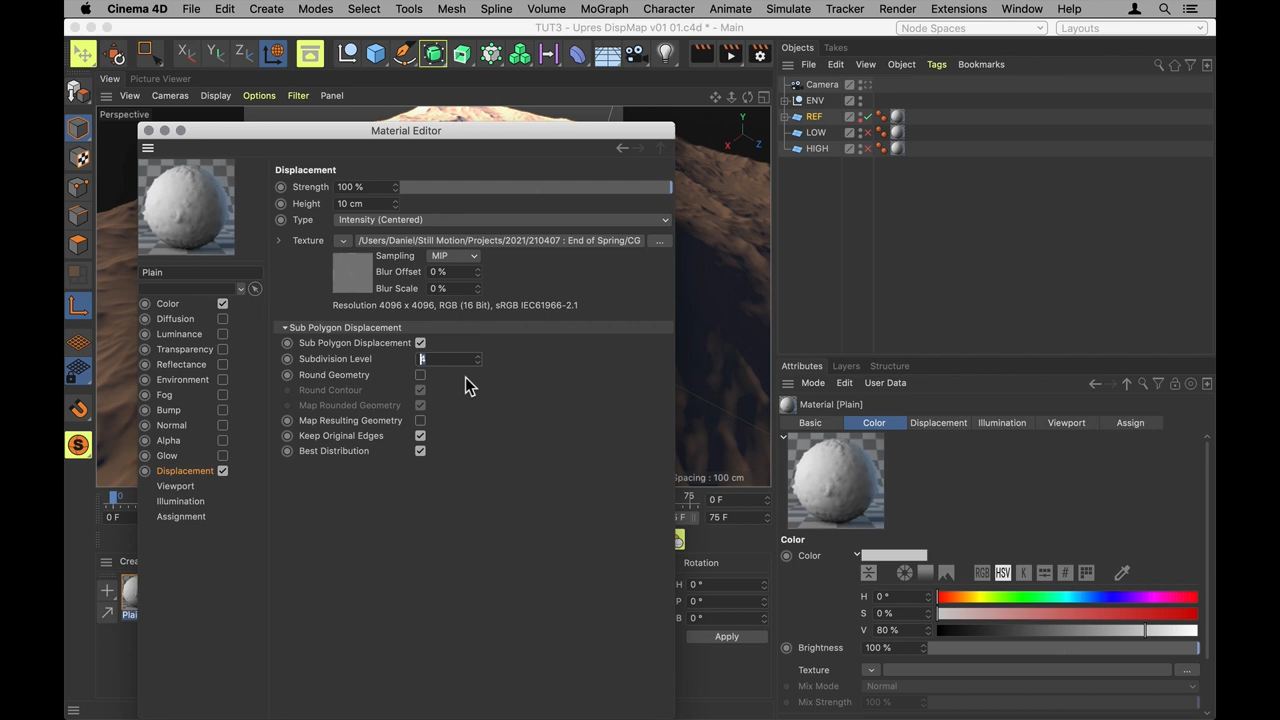 Cinema 4D File Edit Create Modes Select Tools Mesh Spline Volume MoGraph Character Animate Simulate Tracker Render Extensions Window Help
TUT3 - Upres DispMap v01 01.c4d * - Main
Node Spaces
Layouts
Objects Takes
View Picture Viewer
File Edit View Object Tags Bookmarks
View Cameras Display Options Filter Panel
Camera
ENV
REF
LOW
HIGH
Perspective
Y
X
Z
Material Editor
Displacement
Strength 100 %
Height 10 cm
Type Intensity (Centered)
Texture /Users/Daniel/Still Motion/Projects/2021/210407 : End of Spring/CG ...
Sampling MIP
Blur Offset 0 %
Blur Scale 0 %
Resolution 4096 x 4096, RGB (16 Bit), sRGB IEC61966-2.1
Sub Polygon Displacement
Sub Polygon Displacement
Subdivision Level 4
Round Geometry
Round Contour
Map Rounded Geometry
Map Resulting Geometry
Keep Original Edges
Best Distribution
Plain
Color
Diffusion
Luminance
Transparency
Reflectance
Environment
Fog
Bump
Normal
Alpha
Glow
Displacement
Viewport
Illumination
Assignment
Spacing : 100 cm
0 75 0 F
0 F 75 F
Crea
Plai
Rotation
H 0 °
P 0 °
B 0 °
Apply
Attributes Layers Structure
Mode Edit User Data
Material [Plain]
Basic Color Displacement Illumination Viewport Assign
Color
Color
RGB HSV K #
H 0 °
S 0 %
V 80 %
Brightness 100 %
Texture ...
Mix Mode Normal
Mix Strength 100 %